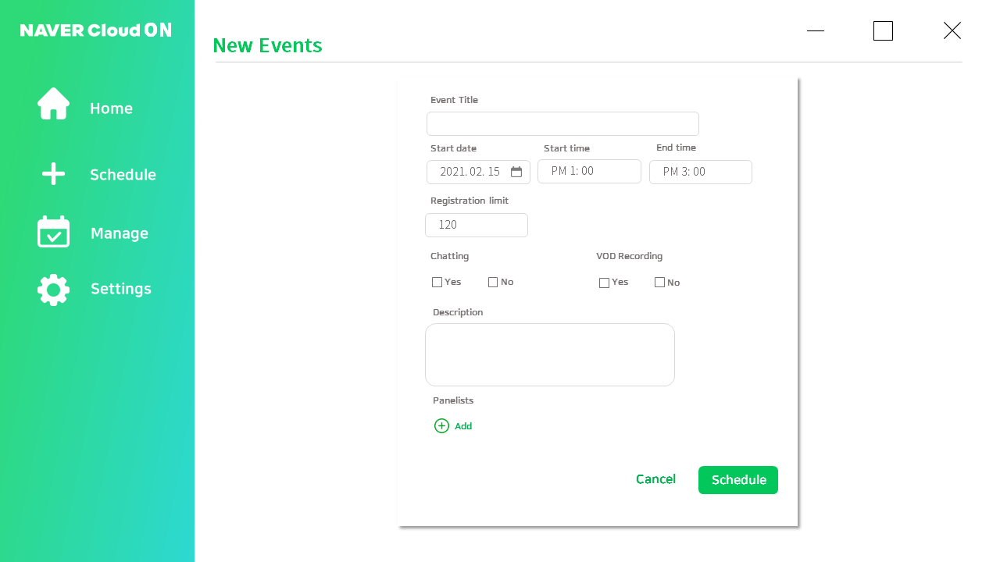 NAVER Cloud ON
Home
Schedule
Manage
Settings
New Events
Event Title
Start date Start time End time
2021. 02. 15 PM 1: 00 PM 3: 00
Registration limit
120
Chatting VOD Recording
Yes No Yes No
Description
Panelists
Add
Cancel Schedule